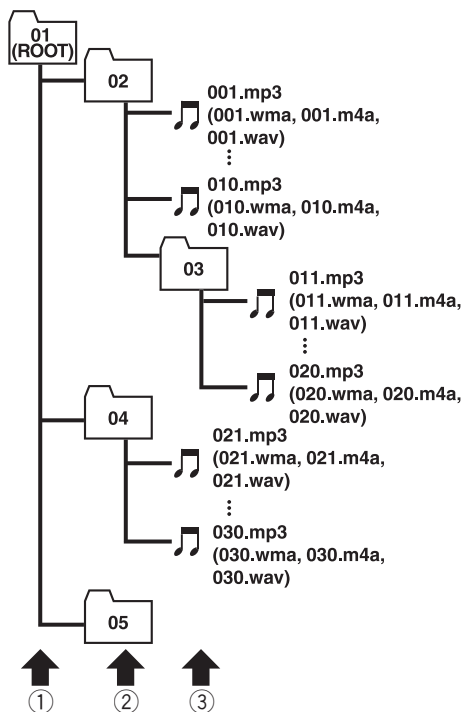 01
(ROOT)
02
001.mp3
(001.wma, 001.m4a,
001.wav)
⋮
010.mp3
(010.wma, 010.m4a,
010.wav)
03
011.mp3
(011.wma, 011.m4a,
011.wav)
⋮
020.mp3
(020.wma, 020.m4a,
020.wav)
04
021.mp3
(021.wma, 021.m4a,
021.wav)
⋮
030.mp3
(030.wma, 030.m4a,
030.wav)
05
① ② ③